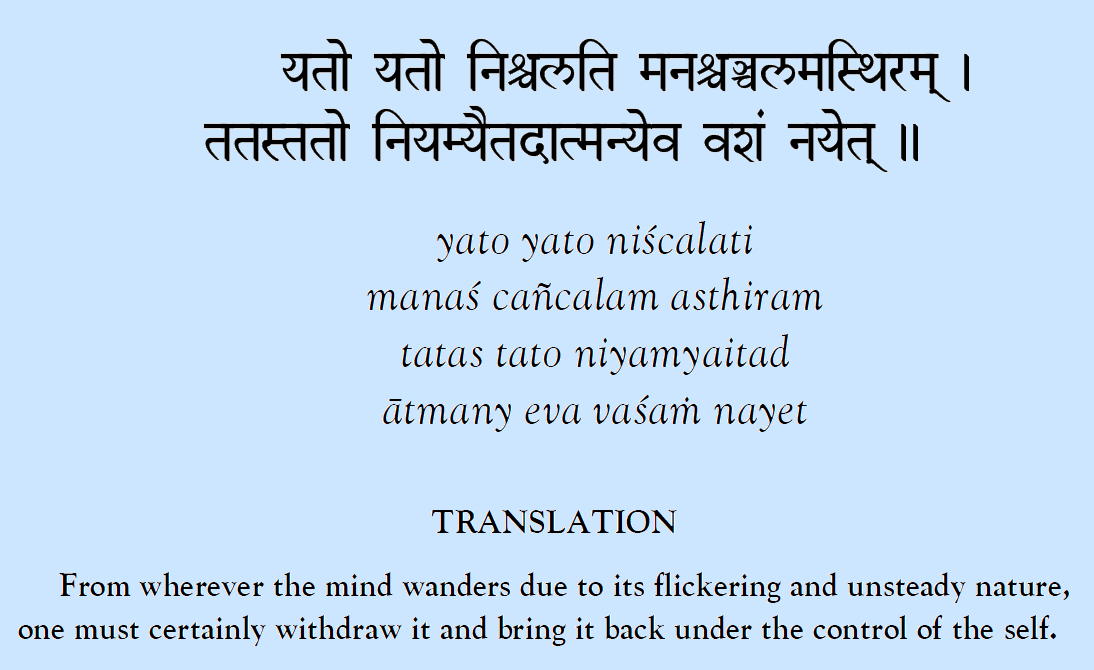 यतो यतो निश्चलति मनश्चञ्चलमस्थिरम् ।
ततस्ततो नियम्यैतदात्मन्येव वशं नयेत् ॥
yato yato niścalati
manaś cañcalam asthiram
tatas tato niyamyaitad
ātmany eva vaśaṁ nayet
TRANSLATION
From wherever the mind wanders due to its flickering and unsteady nature,
one must certainly withdraw it and bring it back under the control of the self.